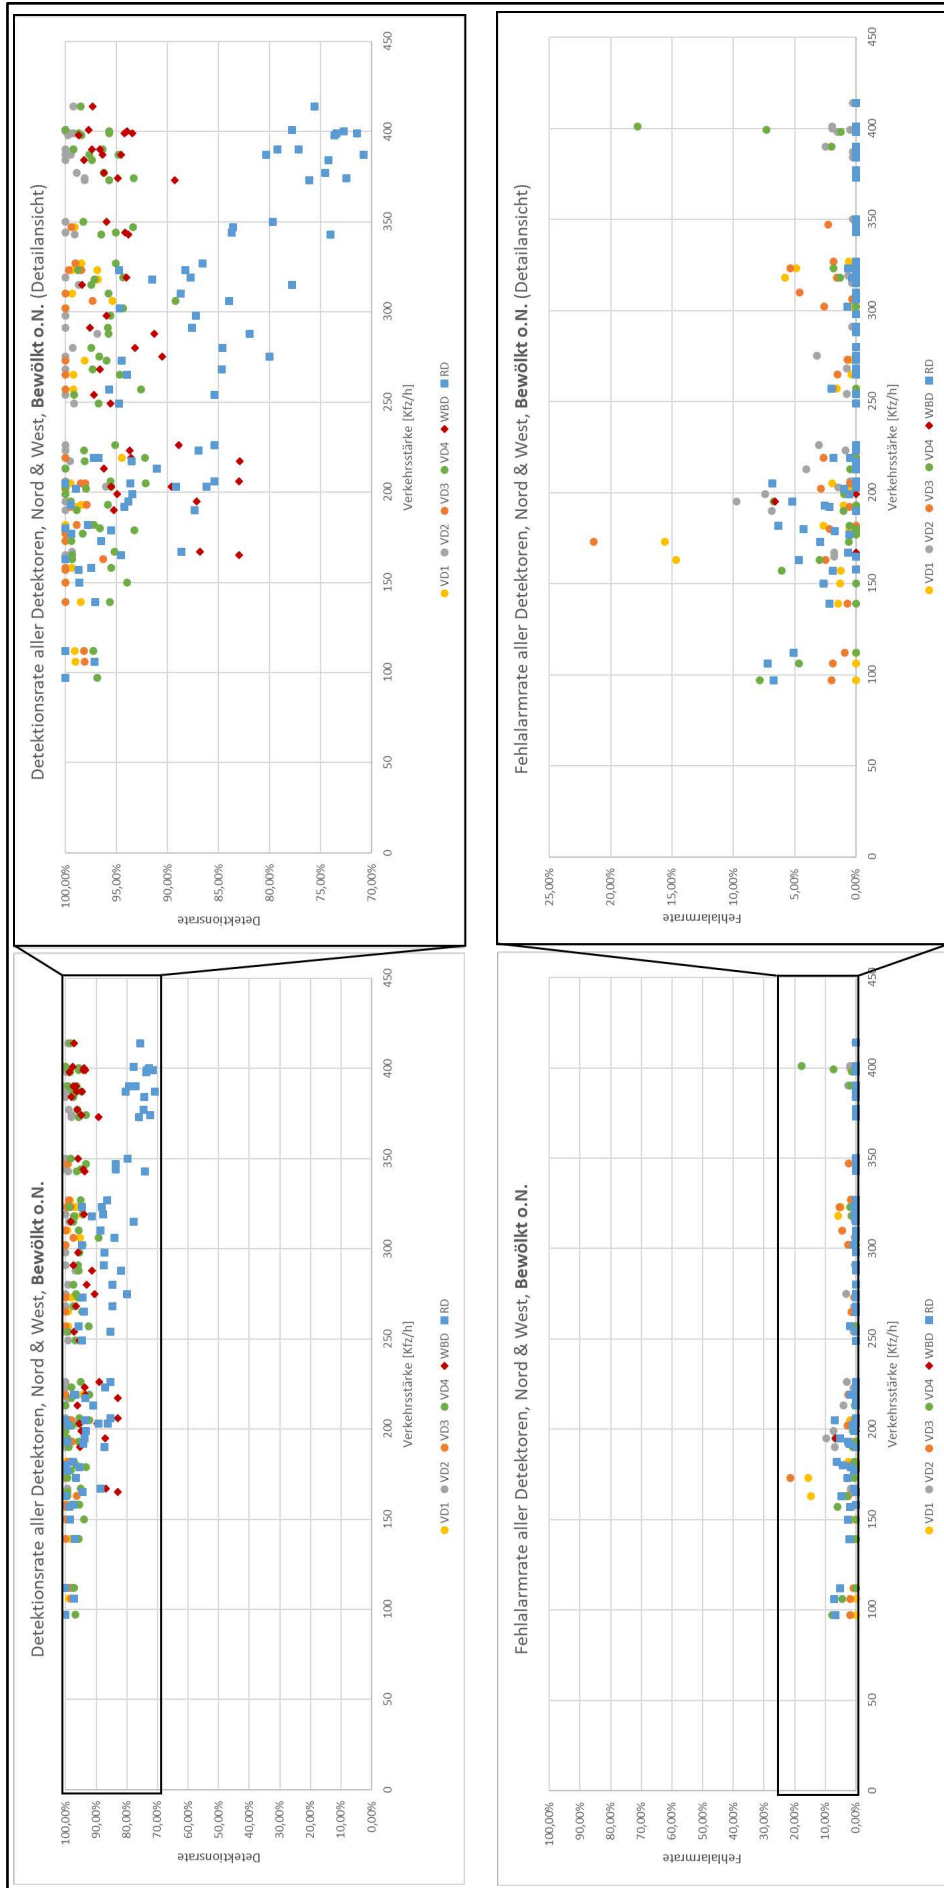 Detektionsrate aller Detektoren, Nord & West, Bewölkt o.N.
100,00%
90,00%
80,00%
70,00%
60,00%
50,00%
40,00%
30,00%
20,00%
10,00%
0,00%
Detektionsrate
0 50 100 150 200 250 300 350 400 450
Verkehrsstärke [Kfz/h]
VD1 VD2 VD3 VD4 WBD RD
Detektionsrate aller Detektoren, Nord & West, Bewölkt o.N. (Detailansicht)
100,00%
95,00%
90,00%
85,00%
80,00%
75,00%
70,00%
Detektionsrate
0 50 100 150 200 250 300 350 400 450
Verkehrsstärke [Kfz/h]
VD1 VD2 VD3 VD4 WBD RD
Fehlalarmrate aller Detektoren, Nord & West, Bewölkt o.N.
100,00%
90,00%
80,00%
70,00%
60,00%
50,00%
40,00%
30,00%
20,00%
10,00%
0,00%
Fehlalarmrate
0 50 100 150 200 250 300 350 400 450
Verkehrsstärke [Kfz/h]
VD1 VD2 VD3 VD4 WBD RD
Fehlalarmrate aller Detektoren, Nord & West, Bewölkt o.N. (Detailansicht)
25,00%
20,00%
15,00%
10,00%
5,00%
0,00%
Fehlalarmrate
0 50 100 150 200 250 300 350 400 450
Verkehrsstärke [Kfz/h]
VD1 VD2 VD3 VD4 WBD RD